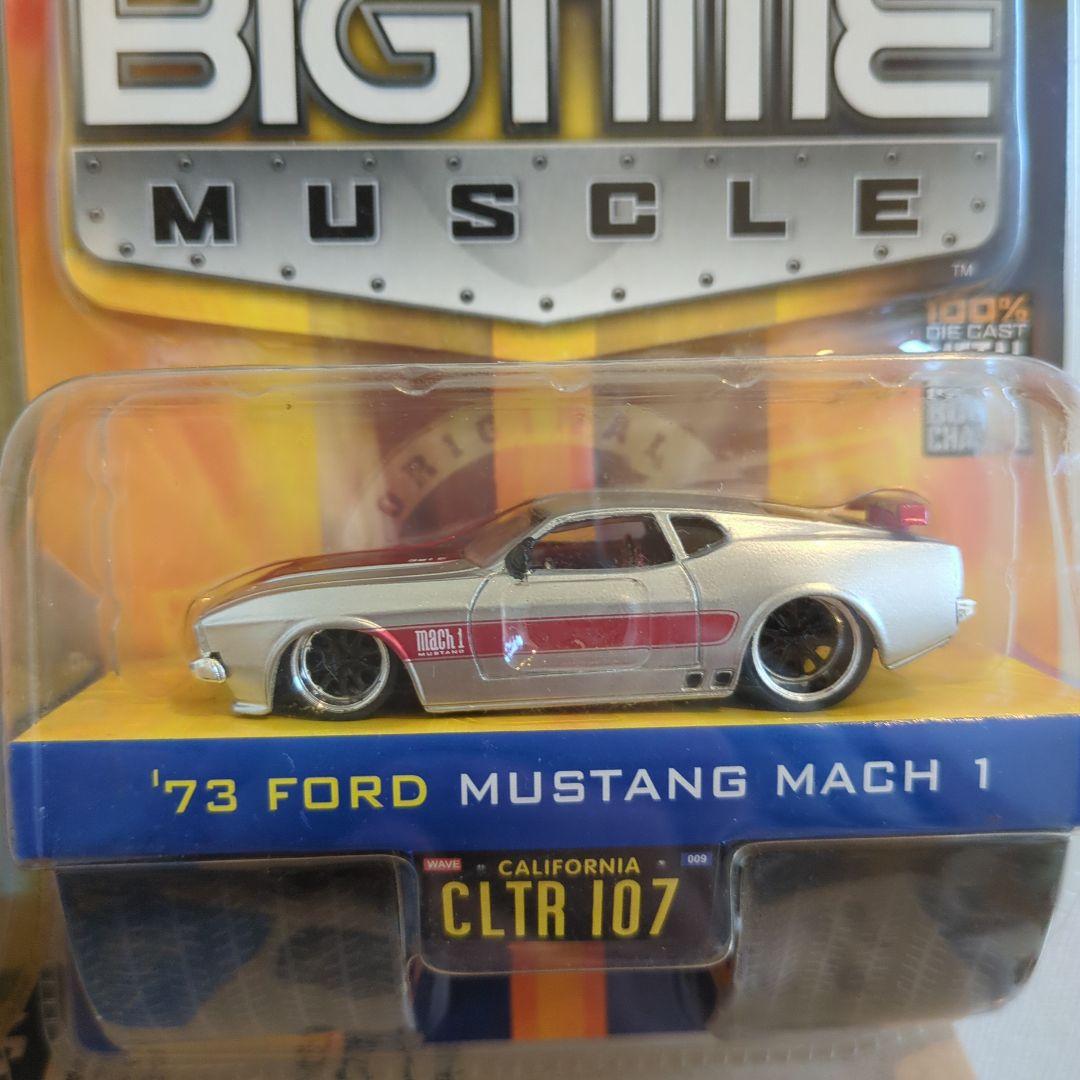 BIGTIME
MUSCLE
TM
100%
DIE CAST
ORIGINAL
mach 1
MUSTANG
'73 FORD MUSTANG MACH 1
WAVE 009
CALIFORNIA
CLTR 107